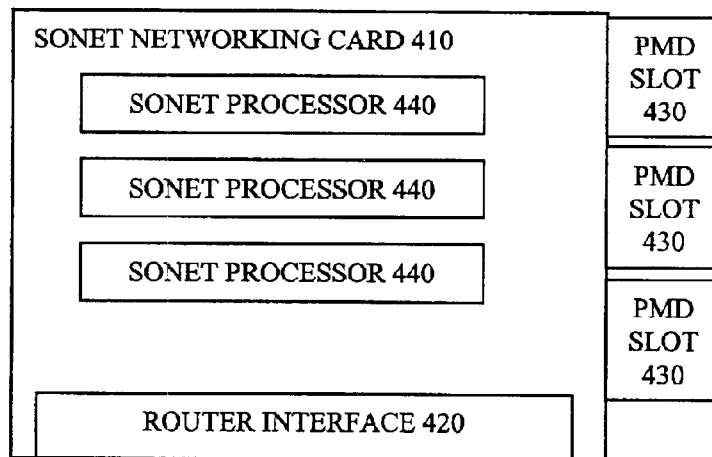 SONET NETWORKING CARD 410
SONET PROCESSOR 440
SONET PROCESSOR 440
SONET PROCESSOR 440
ROUTER INTERFACE 420
PMD
SLOT
430
PMD
SLOT
430
PMD
SLOT
430